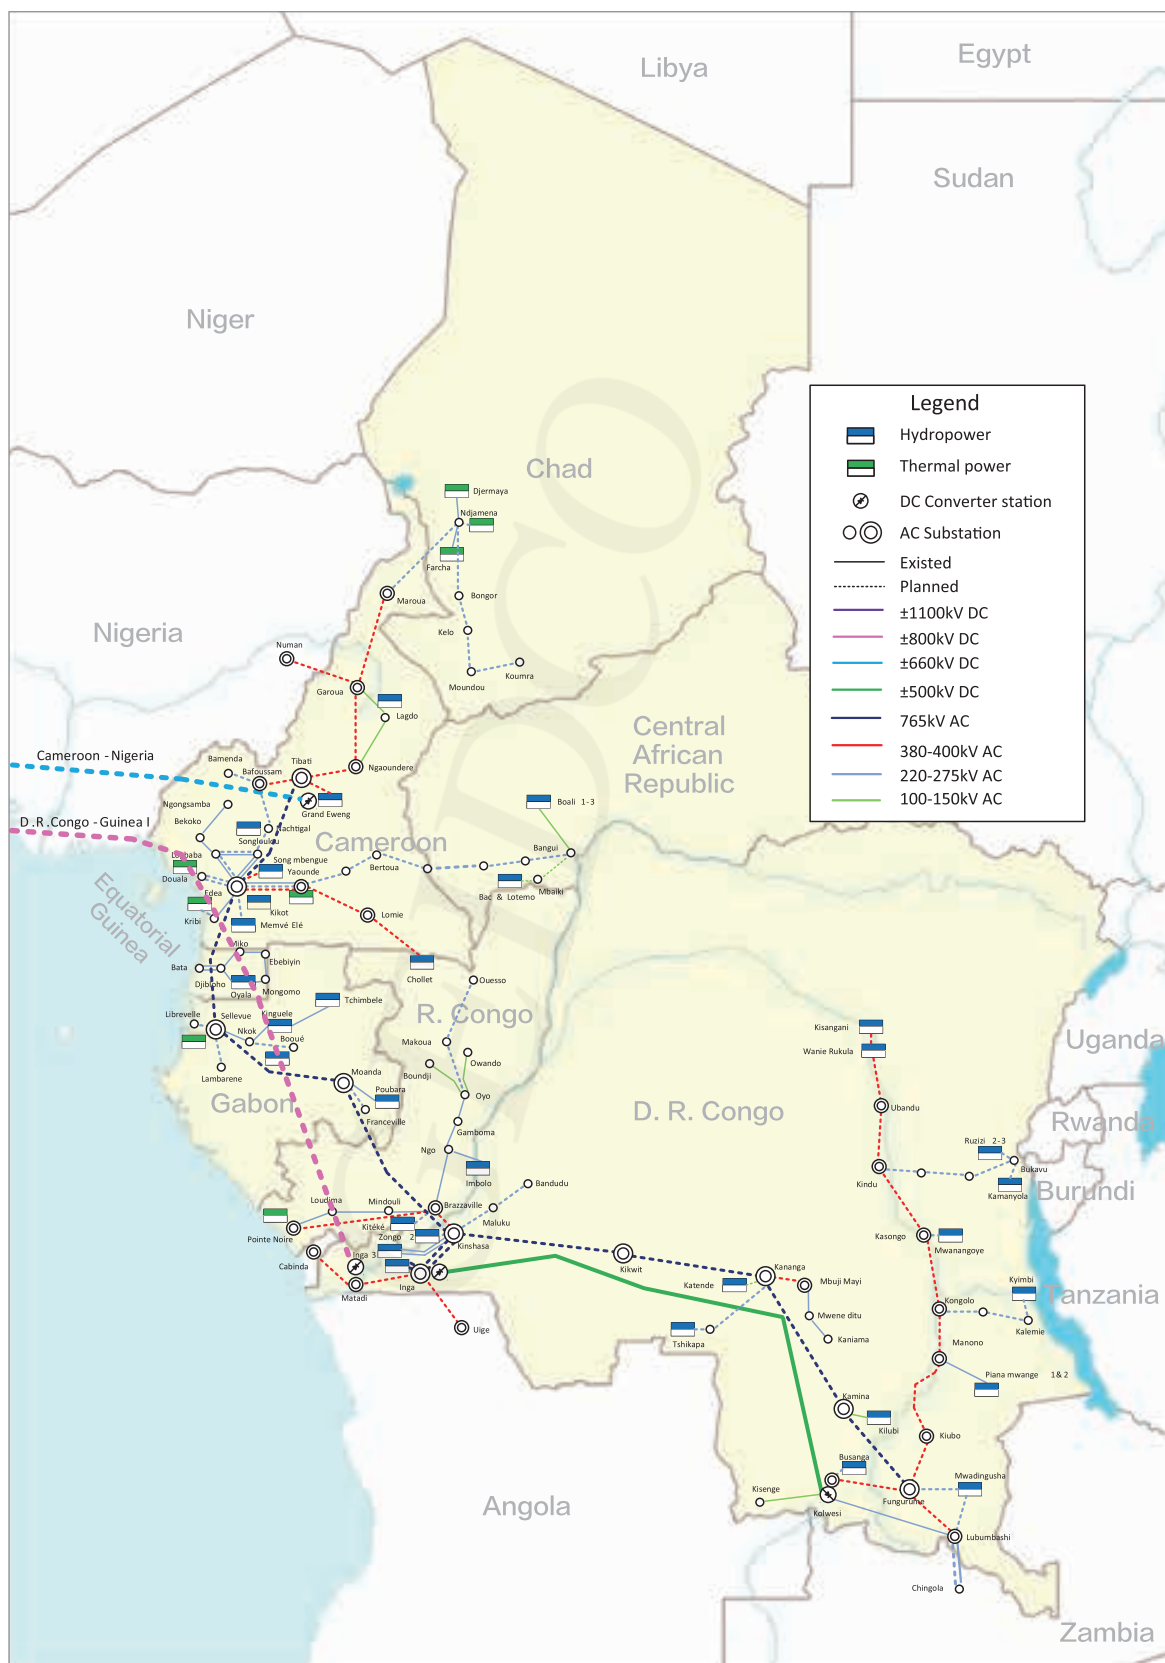 Libya
Egypt
Sudan
Niger
Chad
Nigeria
Legend
Hydropower
Thermal power
DC Converter station
AC Substation
Existed
Planned
±1100kV DC
±800kV DC
±660kV DC
±500kV DC
765kV AC
380-400kV AC
220-275kV AC
100-150kV AC
Djermaya
Ndjamena
Farcha
Maroua
Bongor
Kelo
Numan
Garoua
Moundou
Koumra
Lagdo
Central
African
Republic
Cameroon - Nigeria
Bamenda
Tibati
Bafoussam
Ngaoundere
Ngongsamba
Grand Eweng
Boali 1-3
D.R.Congo - Guinea I
Bekoko
Nachtigal
Songloulou
Cameroon
Logbaba
Song mbengue
Bertoua
Bangui
Douala
Yaounde
Edea
Bac & Lotemo
Mbaiki
Kikot
Kribi
Memvé Elé
Lomie
Equatorial
Guinea
Miko
Ebebiyin
Bata
Djibloho
Oyala
Mongomo
Chollet
Ouesso
Tchimbele
Librevelle
Sellevue
Kinguele
R. Congo
Nkok
Booué
Makoua
Owando
Lambarene
Moanda
Boundji
Poubara
Gabon
Franceville
Oyo
Gamboma
Ngo
Imbolo
Kisangani
Wanie Rukula
Uganda
D. R. Congo
Ubandu
Rwanda
Ruzizi 2-3
Bukavu
Kindu
Kamanyola
Burundi
Bandudu
Loudima
Mindouli
Brazzaville
Maluku
Pointe Noire
Kitéké
Zongo 2
Kinshasa
Kasongo
Mwanangoye
Inga 3
Cabinda
Inga
Matadi
Kikwit
Kananga
Mbuji Mayi
Katende
Kyimbi
Tanzania
Kongolo
Kalemie
Uige
Mwene ditu
Tshikapa
Kaniama
Manono
Piana mwange 1&2
Kamina
Kilubi
Kiubo
Busanga
Mwadingusha
Kisenge
Kolwesi
Fungurume
Angola
Lubumbashi
Chingola
Zambia